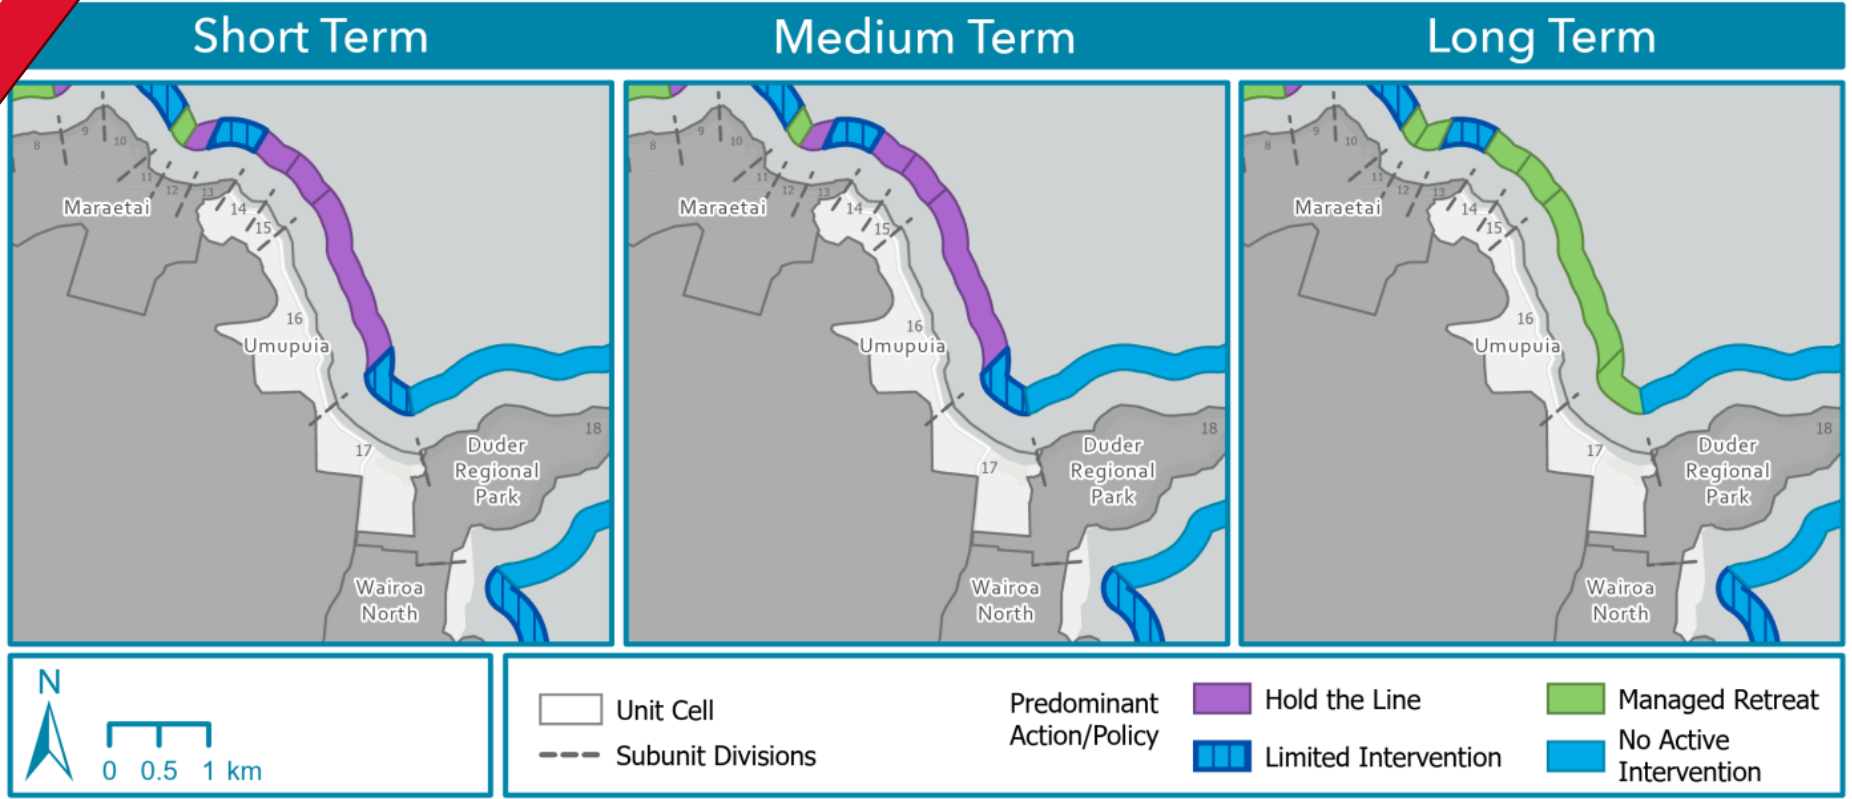 Short Term
Medium Term
Long Term
8
9
10
11
12
13
14
15
16
17
18
Maraetai
Umupuia
Duder
Regional
Park
Wairoa
North
8
9
10
11
12
13
14
15
16
17
18
Maraetai
Umupuia
Duder
Regional
Park
Wairoa
North
8
9
10
11
12
13
14
15
16
17
18
Maraetai
Umupuia
Duder
Regional
Park
Wairoa
North
N
0 0.5 1 km
Unit Cell
Subunit Divisions
Predominant
Action/Policy
Hold the Line
Limited Intervention
Managed Retreat
No Active
Intervention